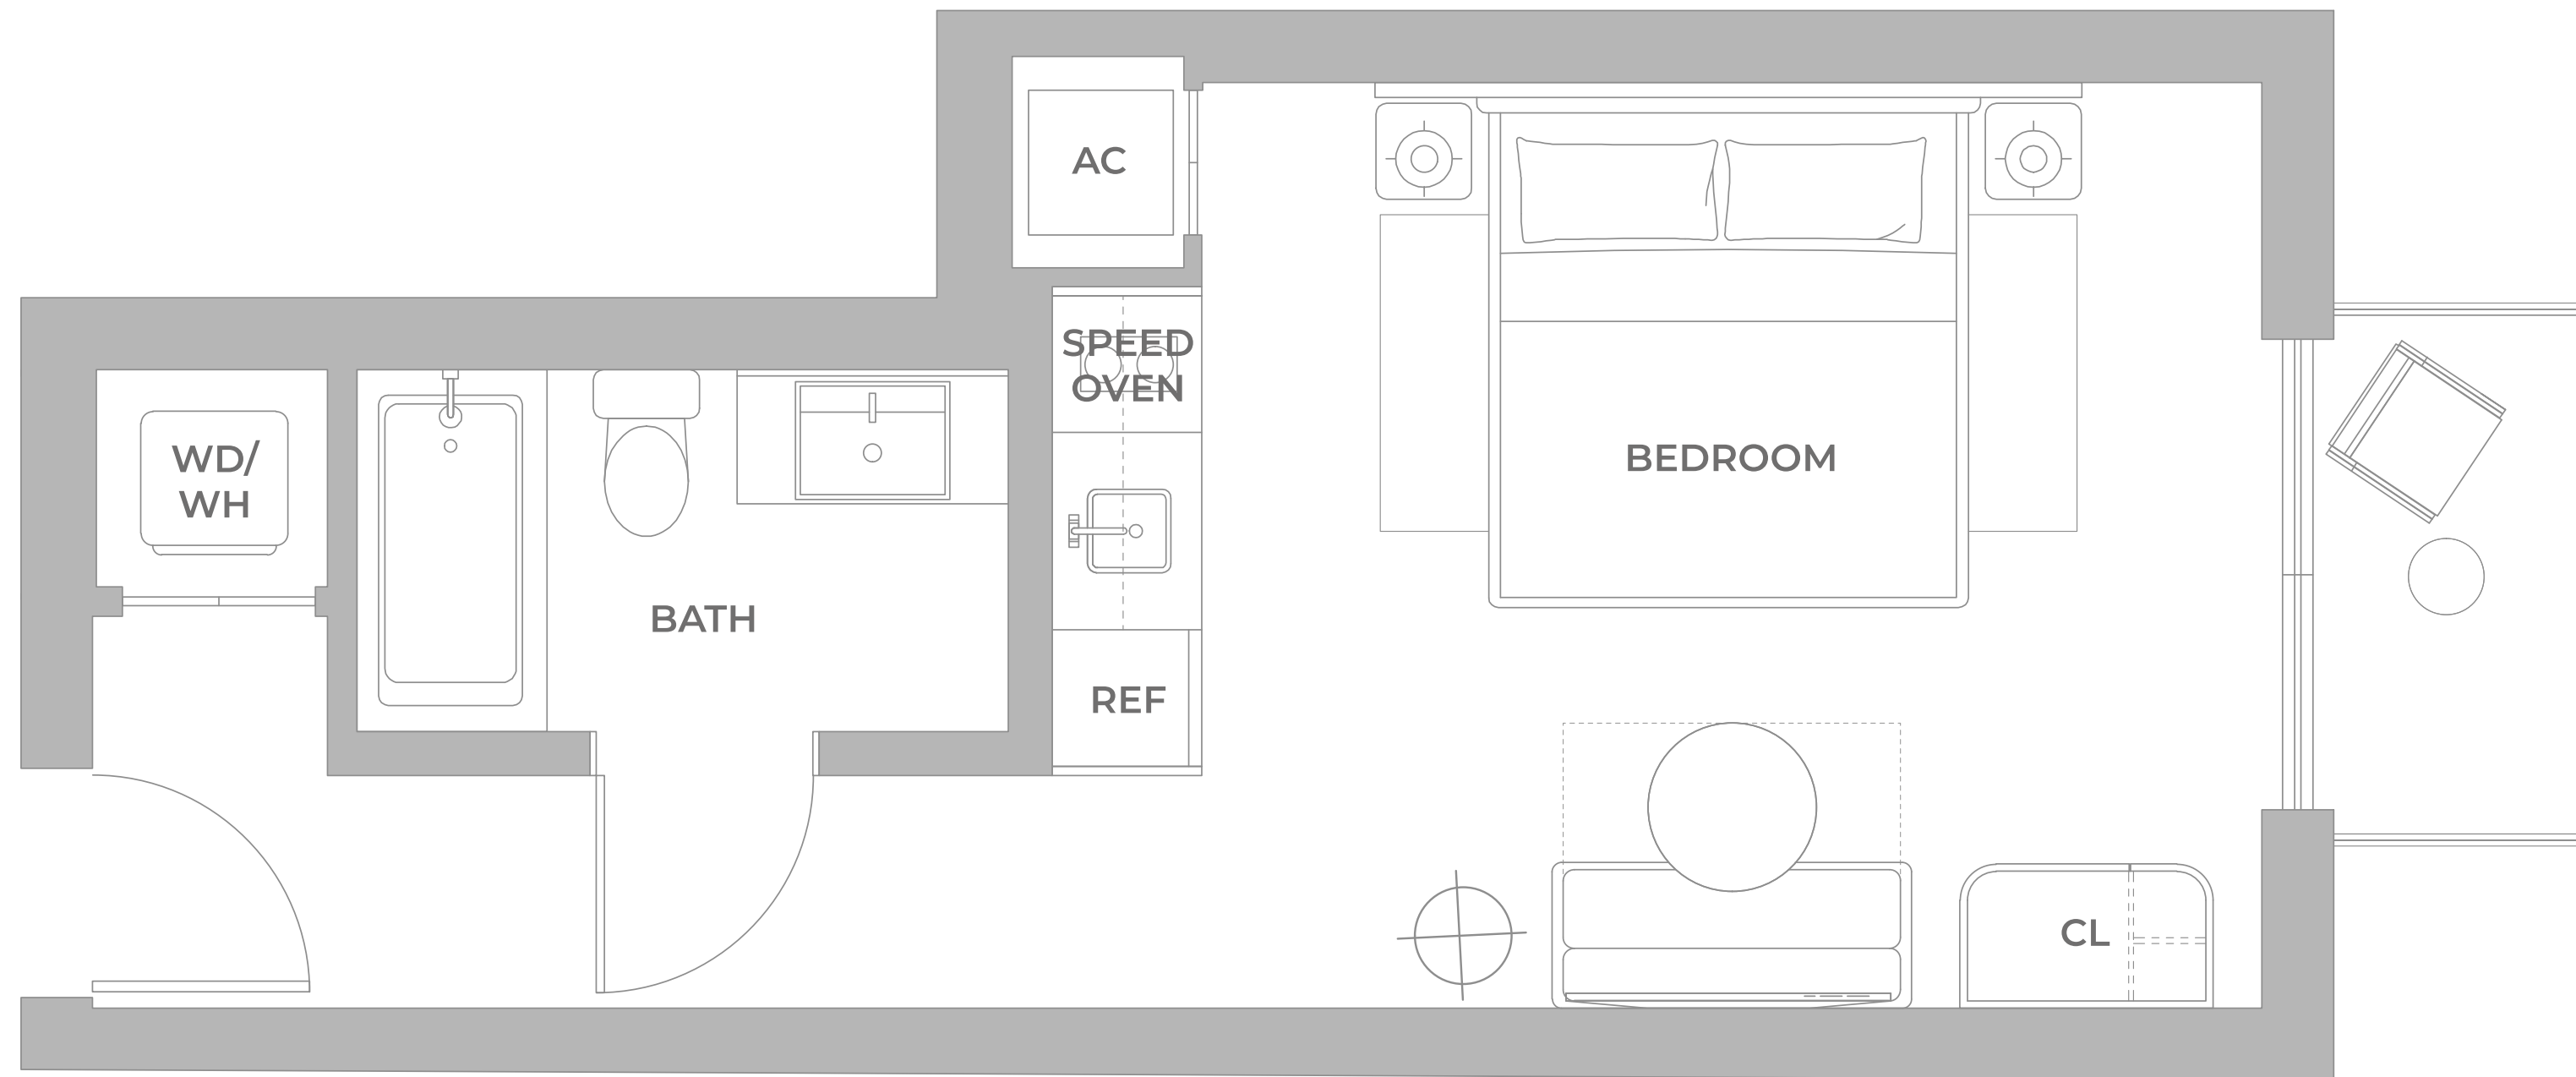 AC
SPEED
OVEN
WD/
WH
BEDROOM
BATH
REF
CL